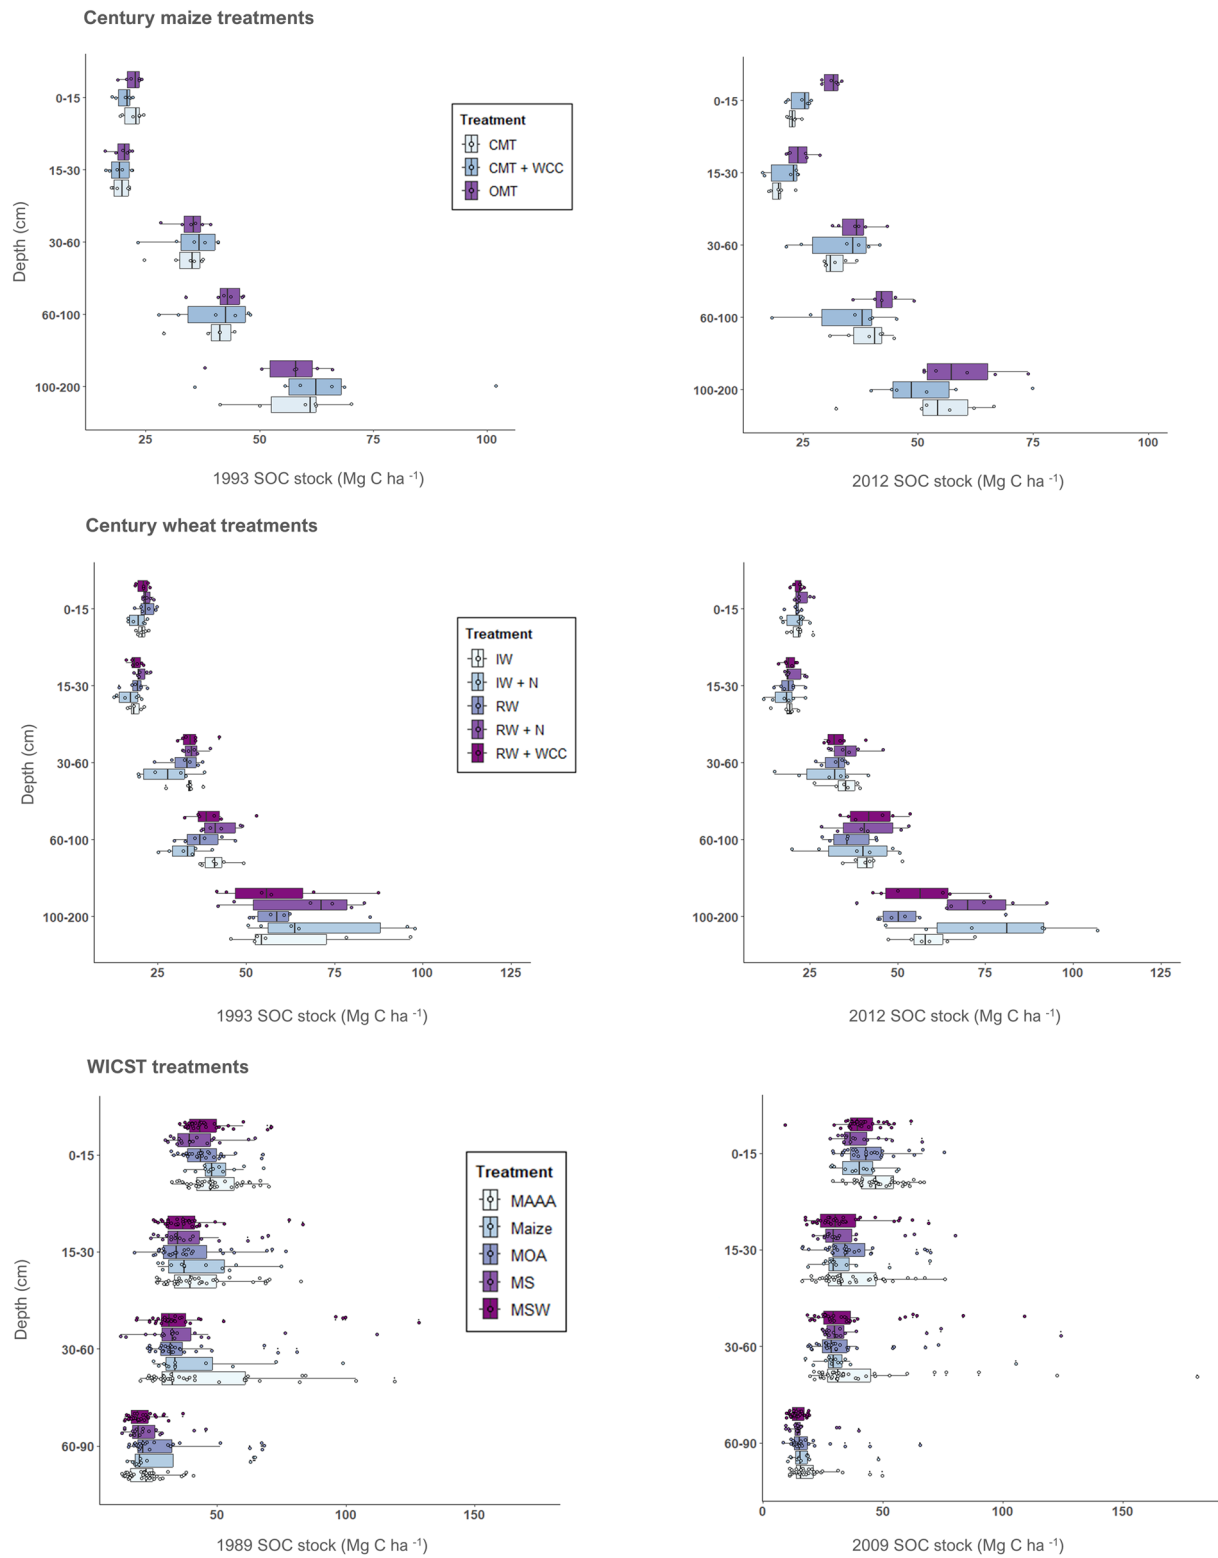 Century maize treatments
Depth (cm)
0-15
15-30
30-60
60-100
100-200
25 50 75 100
1993 SOC stock (Mg C ha -1)
Treatment
CMT
CMT + WCC
OMT
0-15
15-30
30-60
60-100
100-200
25 50 75 100
2012 SOC stock (Mg C ha -1)
Century wheat treatments
Depth (cm)
0-15
15-30
30-60
60-100
100-200
25 50 75 100 125
1993 SOC stock (Mg C ha -1)
Treatment
IW
IW + N
RW
RW + N
RW + WCC
0-15
15-30
30-60
60-100
100-200
25 50 75 100 125
2012 SOC stock (Mg C ha -1)
WICST treatments
Depth (cm)
0-15
15-30
30-60
60-90
50 100 150
1989 SOC stock (Mg C ha -1)
Treatment
MAAA
Maize
MOA
MS
MSW
0-15
15-30
30-60
60-90
0 50 100 150
2009 SOC stock (Mg C ha -1)